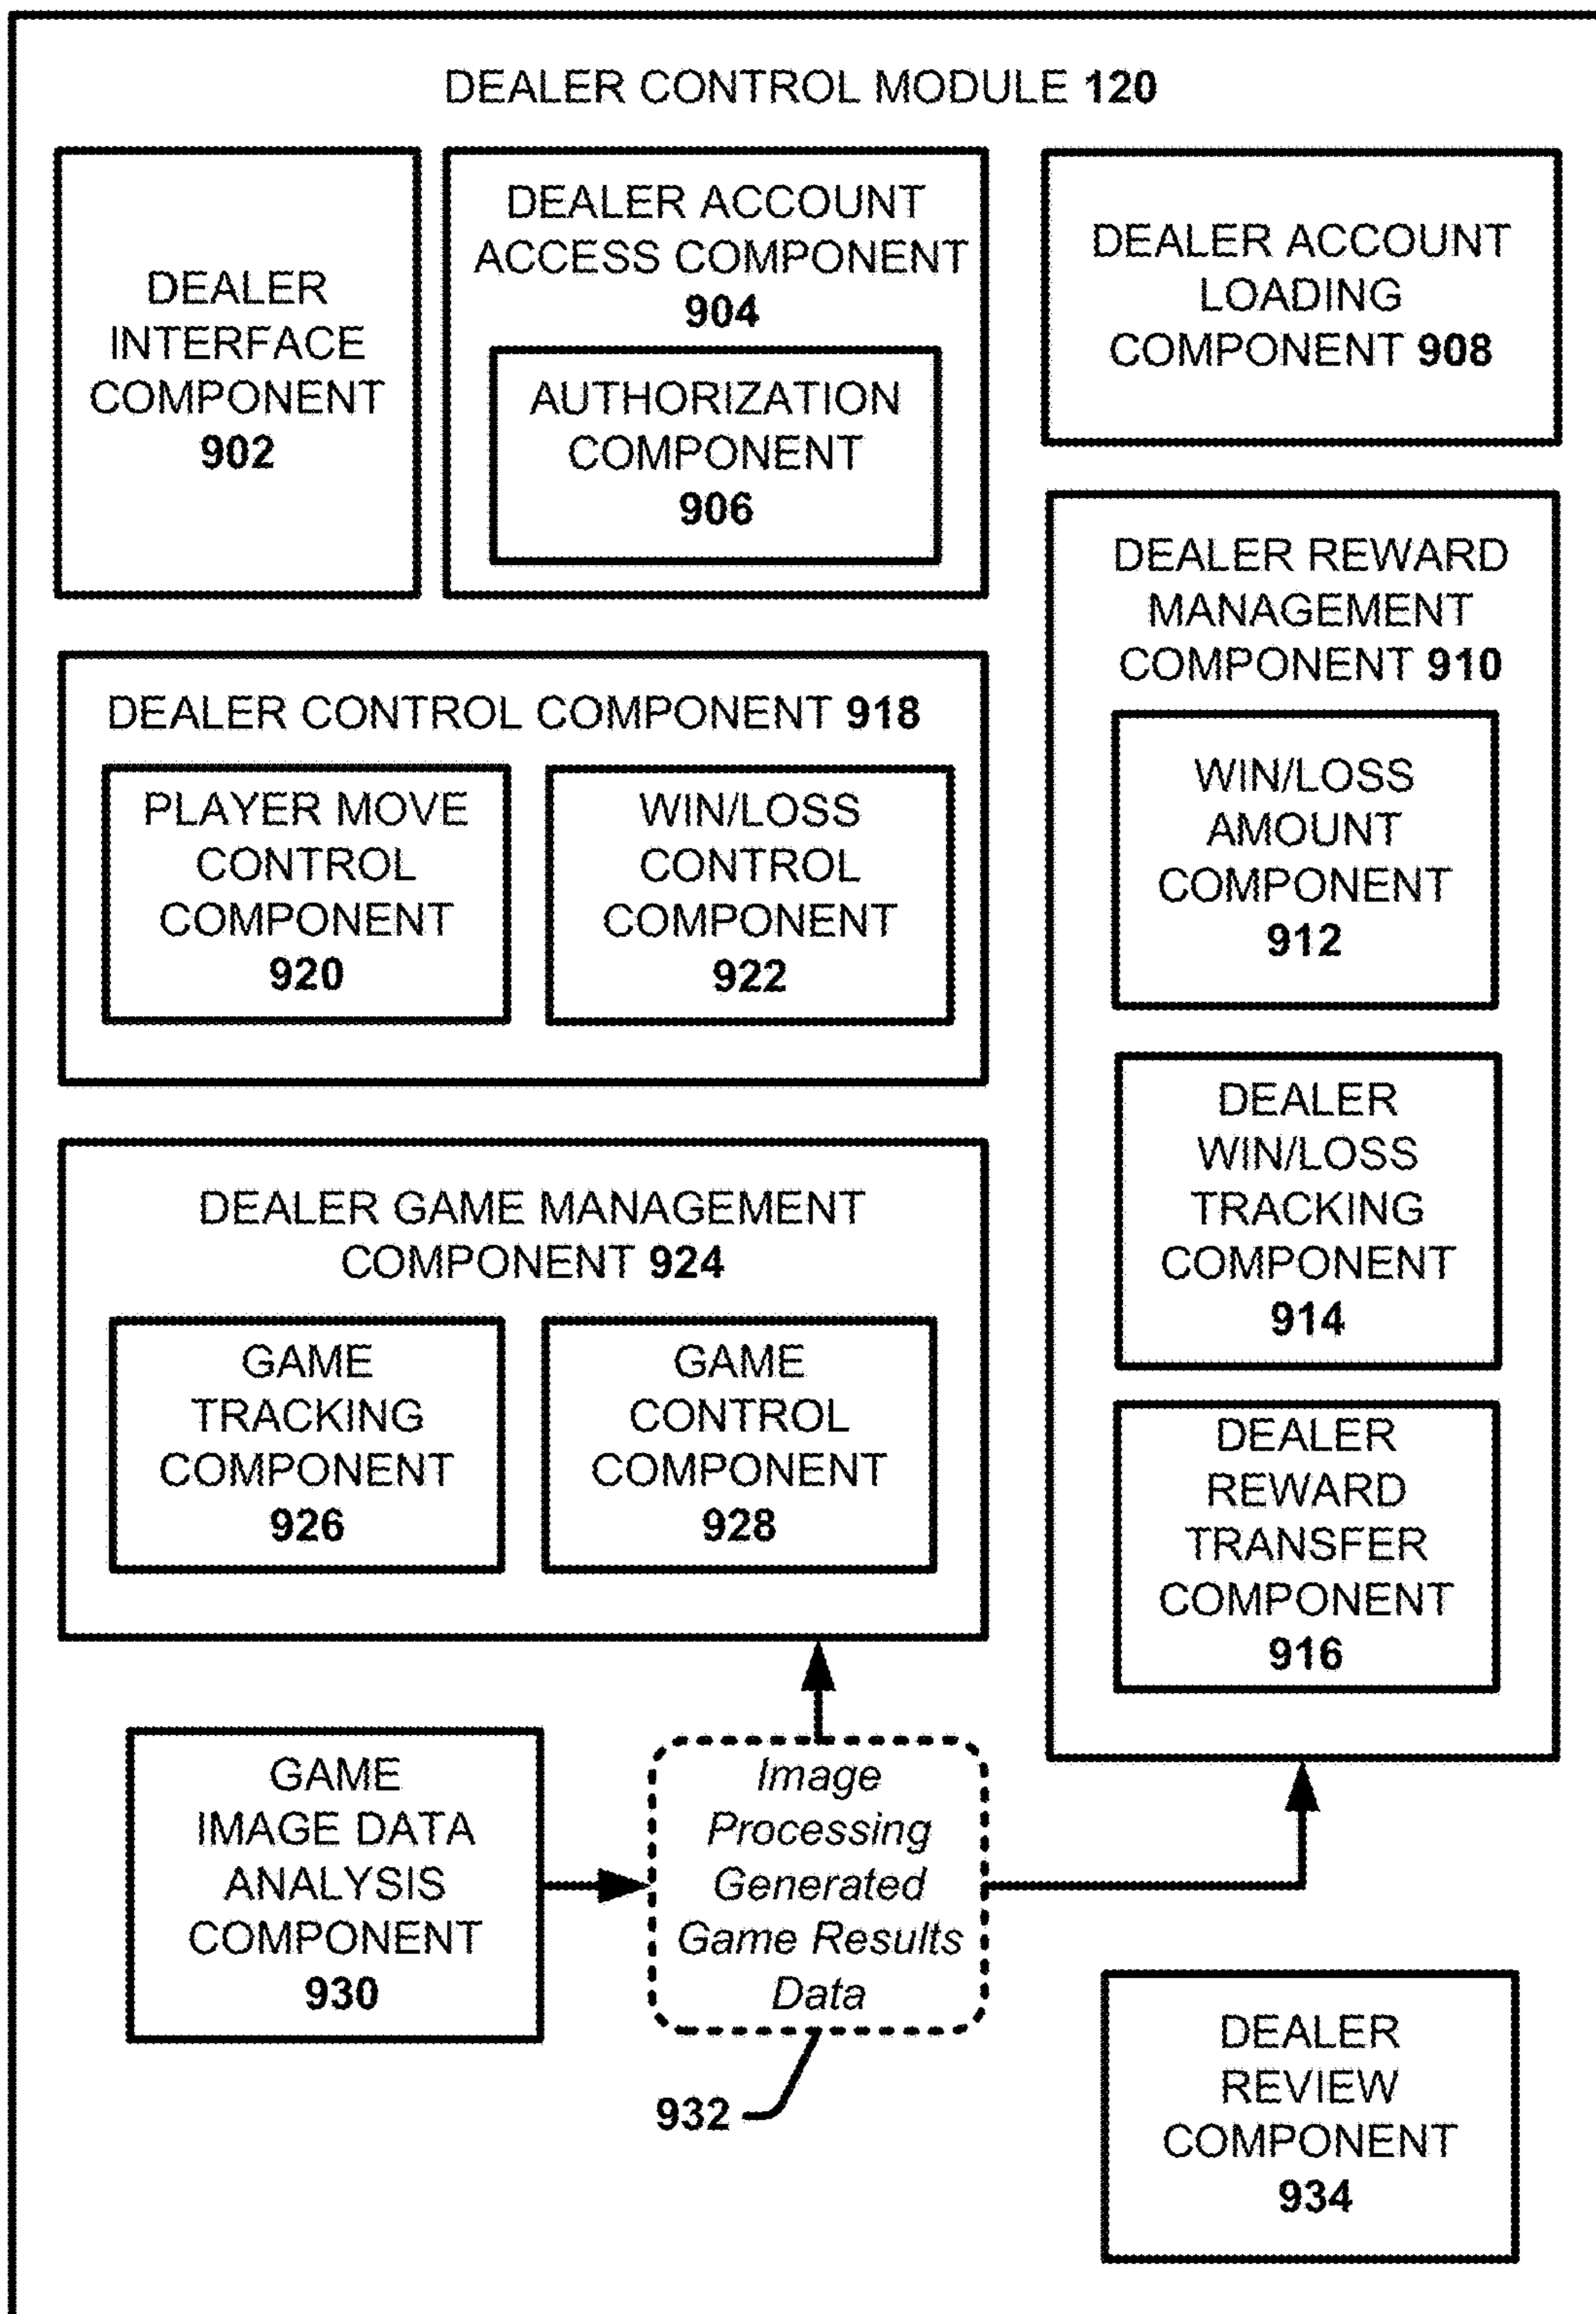 DEALER CONTROL MODULE 120
DEALER
INTERFACE
COMPONENT
902
DEALER ACCOUNT
ACCESS COMPONENT
904
AUTHORIZATION
COMPONENT
906
DEALER ACCOUNT
LOADING
COMPONENT 908
DEALER REWARD
MANAGEMENT
COMPONENT 910
WIN/LOSS
AMOUNT
COMPONENT
912
DEALER
WIN/LOSS
TRACKING
COMPONENT
914
DEALER
REWARD
TRANSFER
COMPONENT
916
DEALER CONTROL COMPONENT 918
PLAYER MOVE
CONTROL
COMPONENT
920
WIN/LOSS
CONTROL
COMPONENT
922
DEALER GAME MANAGEMENT
COMPONENT 924
GAME
TRACKING
COMPONENT
926
GAME
CONTROL
COMPONENT
928
GAME
IMAGE DATA
ANALYSIS
COMPONENT
930
Image
Processing
Generated
Game Results
Data
932
DEALER
REVIEW
COMPONENT
934